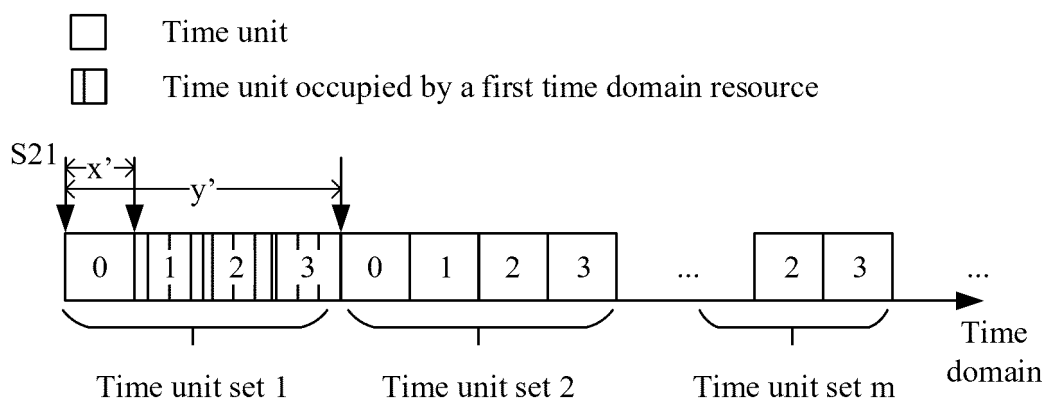 Time unit
Time unit occupied by a first time domain resource
S21
x’
y’
0 1 2 3 0 1 2 3 ... 2 3 ...
Time
domain
Time unit set 1 Time unit set 2 Time unit set m